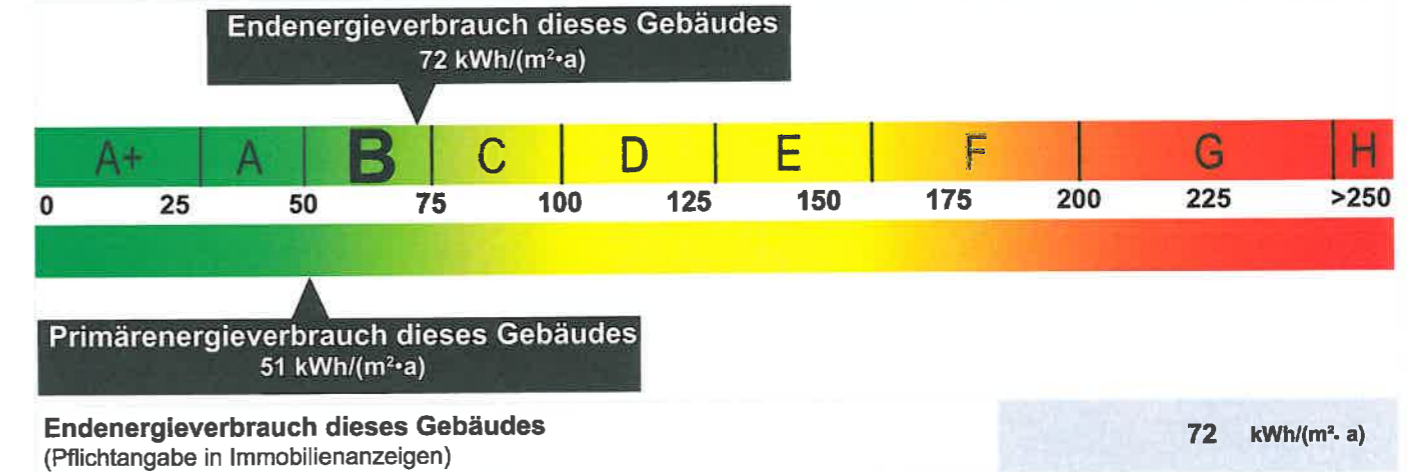 Endenergieverbrauch dieses Gebäudes
72 kWh/(m²•a)
A+ A B C D E F G H
0 25 50 75 100 125 150 175 200 225 >250
Primärenergieverbrauch dieses Gebäudes
51 kWh/(m²•a)
Endenergieverbrauch dieses Gebäudes 72 kWh/(m²· a)
(Pflichtangabe in Immobilienanzeigen)